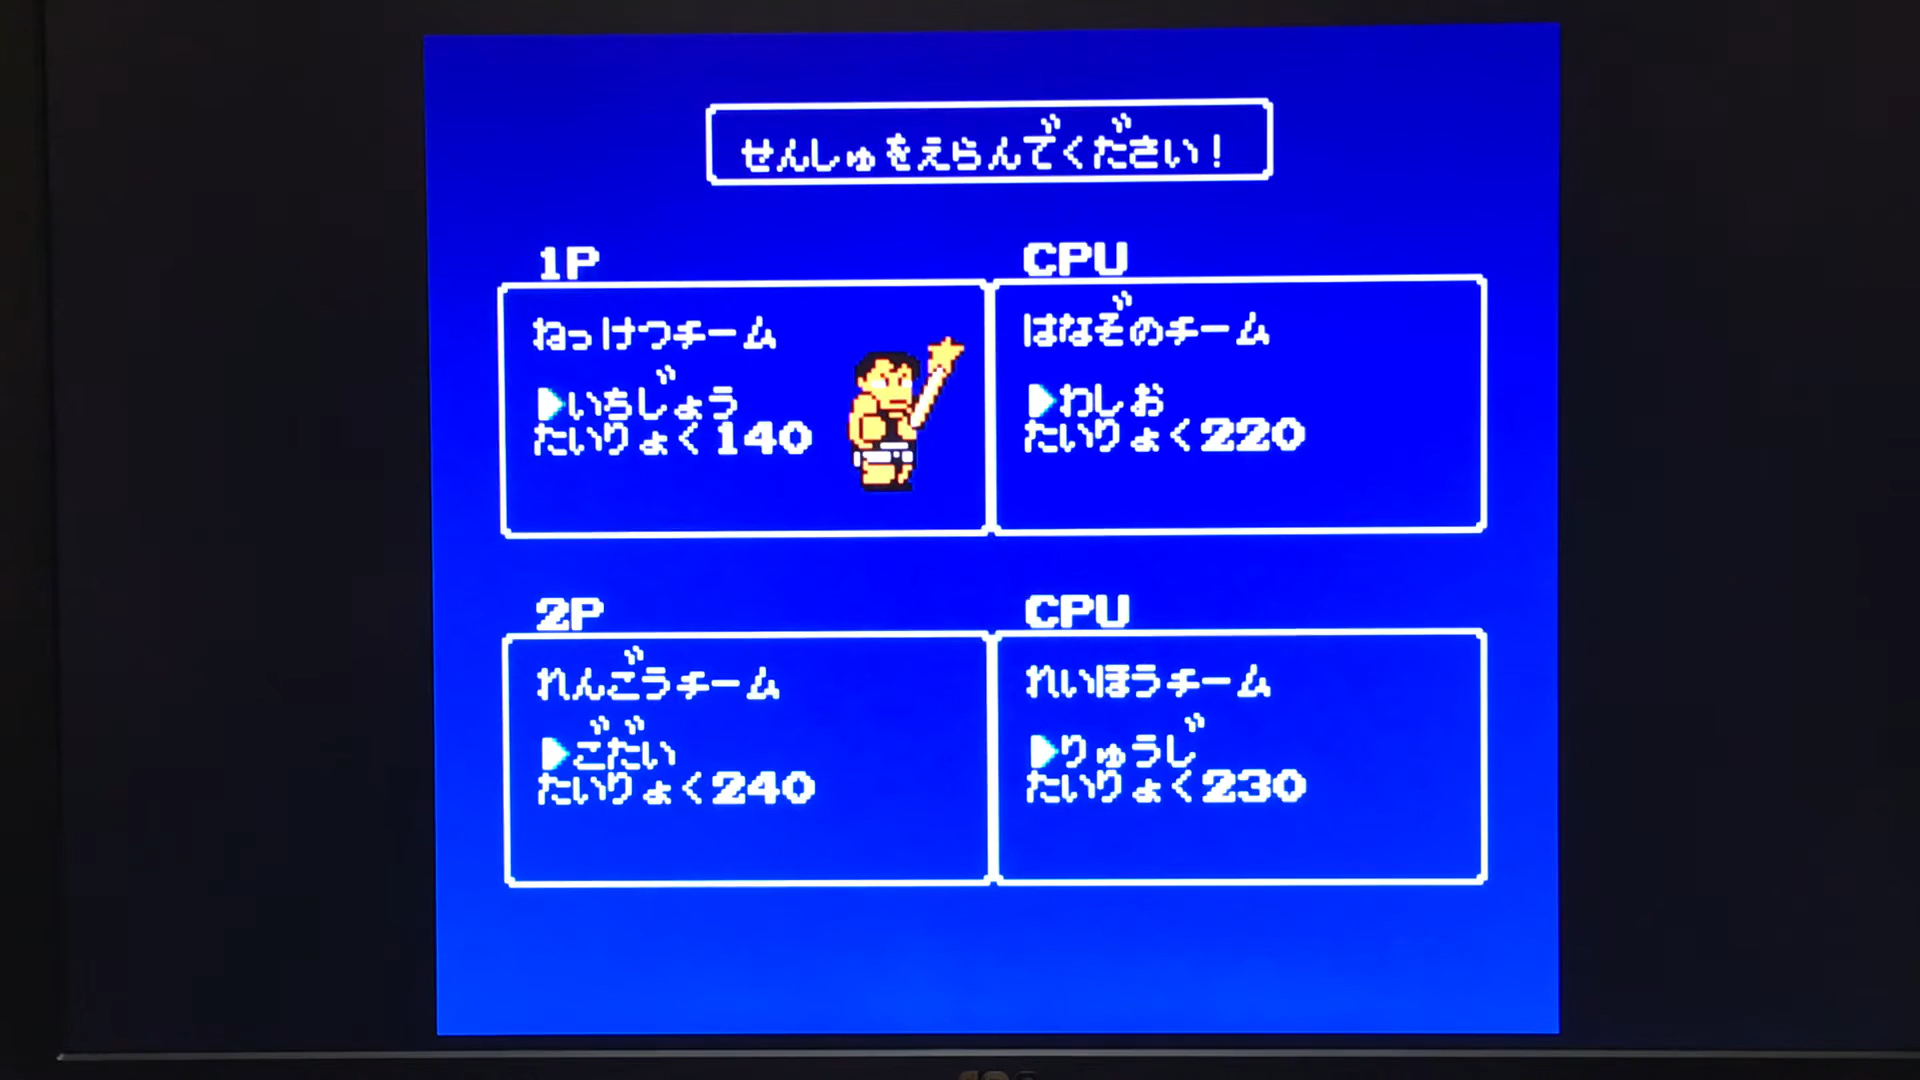 せんしゅをえらんでください!
1P
ねっけつチーム
▶いちじょう
たいりょく140
CPU
はなぞのチーム
▶わしお
たいりょく220
2P
れんごうチーム
▶ごだい
たいりょく240
CPU
れいほうチーム
▶りゅうじ
たいりょく230